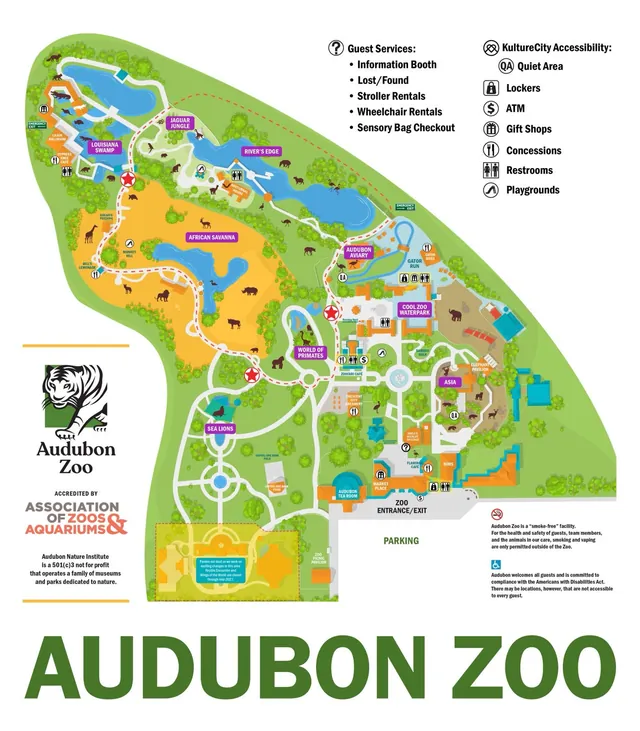 Guest Services:
• Information Booth
• Lost/Found
• Stroller Rentals
• Wheelchair Rentals
• Sensory Bag Checkout
KultureCity Accessibility:
QA Quiet Area
Lockers
$ ATM
Gift Shops
Concessions
Restrooms
Playgrounds
JAGUAR
JUNGLE
LOUISIANA
SWAMP
RIVER'S EDGE
AFRICAN SAVANNA
AUDUBON
AVIARY
QA
GATOR
RUN
COOL ZOO
WATERPARK
WORLD OF
PRIMATES
ASIA
QA
SEA LIONS
MARKET
PLACE
AUDUBON
TEA ROOM
ZOO
ENTRANCE/EXIT
PARKING
Audubon
Zoo
ACCREDITED BY
ASSOCIATION
OF ZOOS
AQUARIUMS&
Audubon Nature Institute
is a 501(c)3 not for profit
that operates a family of museums
and parks dedicated to nature.
Audubon Zoo is a "smoke-free" facility.
For the health and safety of guests, team members,
and the animals in our care, smoking and vaping
are only permitted outside of the Zoo.
Audubon welcomes all guests and is committed to
compliance with the Americans with Disabilities Act.
There may be locations, however, that are not accessible
to every guest.
AUDUBON ZOO